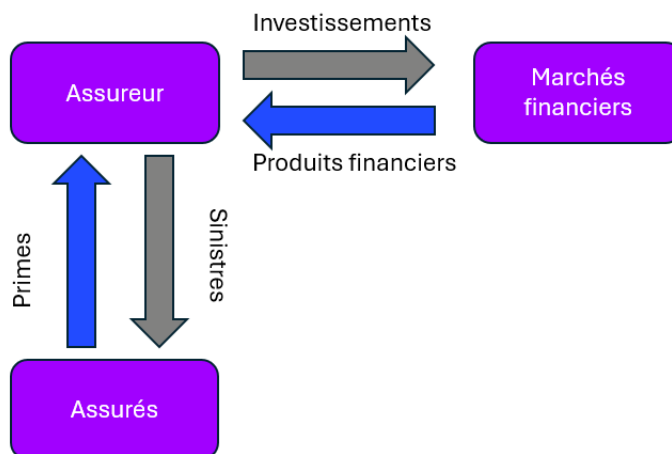 Investissements
Assureur
Marchés
financiers
Produits financiers
Primes
Sinistres
Assurés